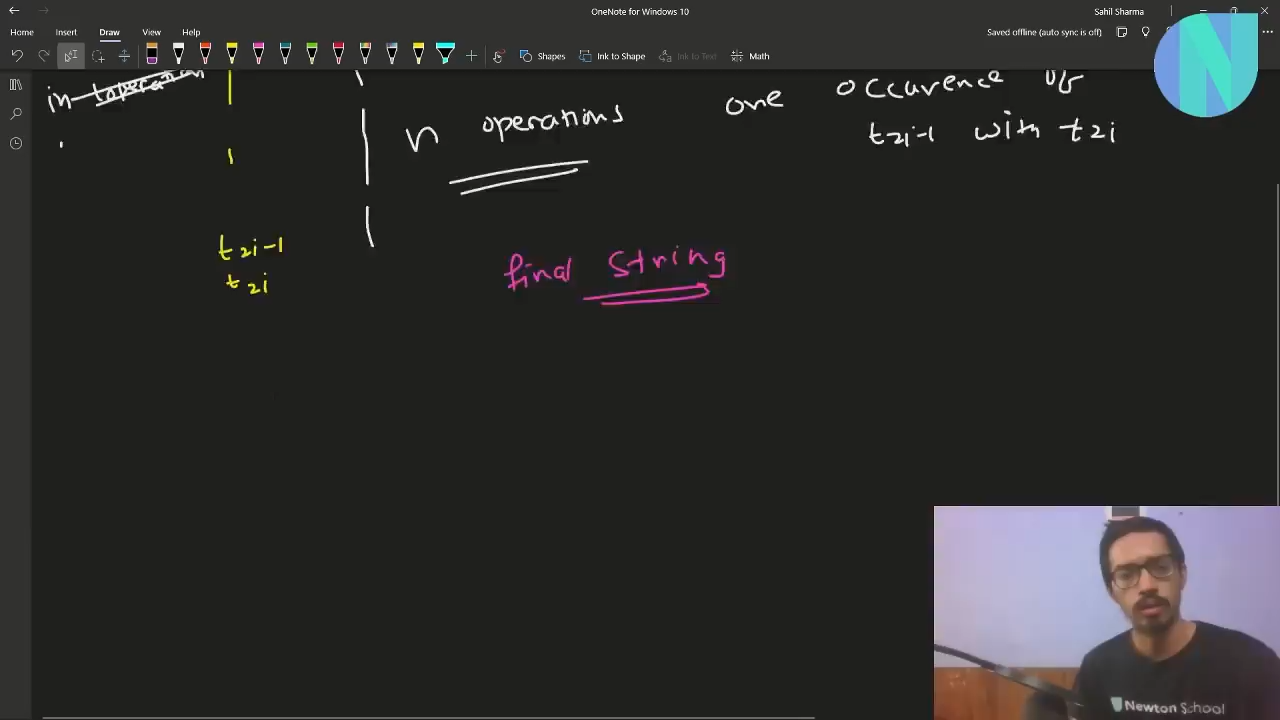 OneNote for Windows 10
Sahil Sharma
Home Insert Draw View Help
Saved offline (auto sync is off)
Shapes Ink to Shape Ink to Text Math
in 1operation
one occurence of
n operations
t2i-1 with t2i
t2i-1
t2i
final String
Newton School